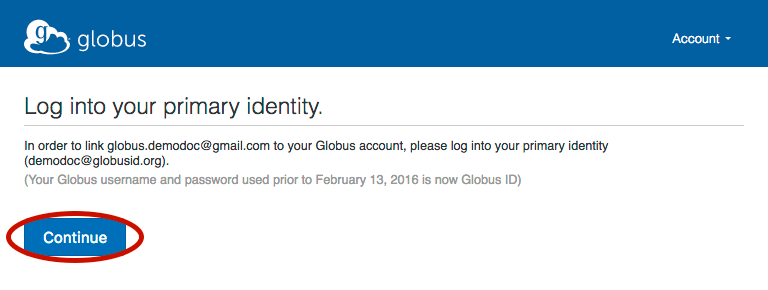 g globus
Account
Log into your primary identity.
In order to link globus.demodoc@gmail.com to your Globus account, please log into your primary identity
(demodoc@globusid.org).
(Your Globus username and password used prior to February 13, 2016 is now Globus ID)
Continue